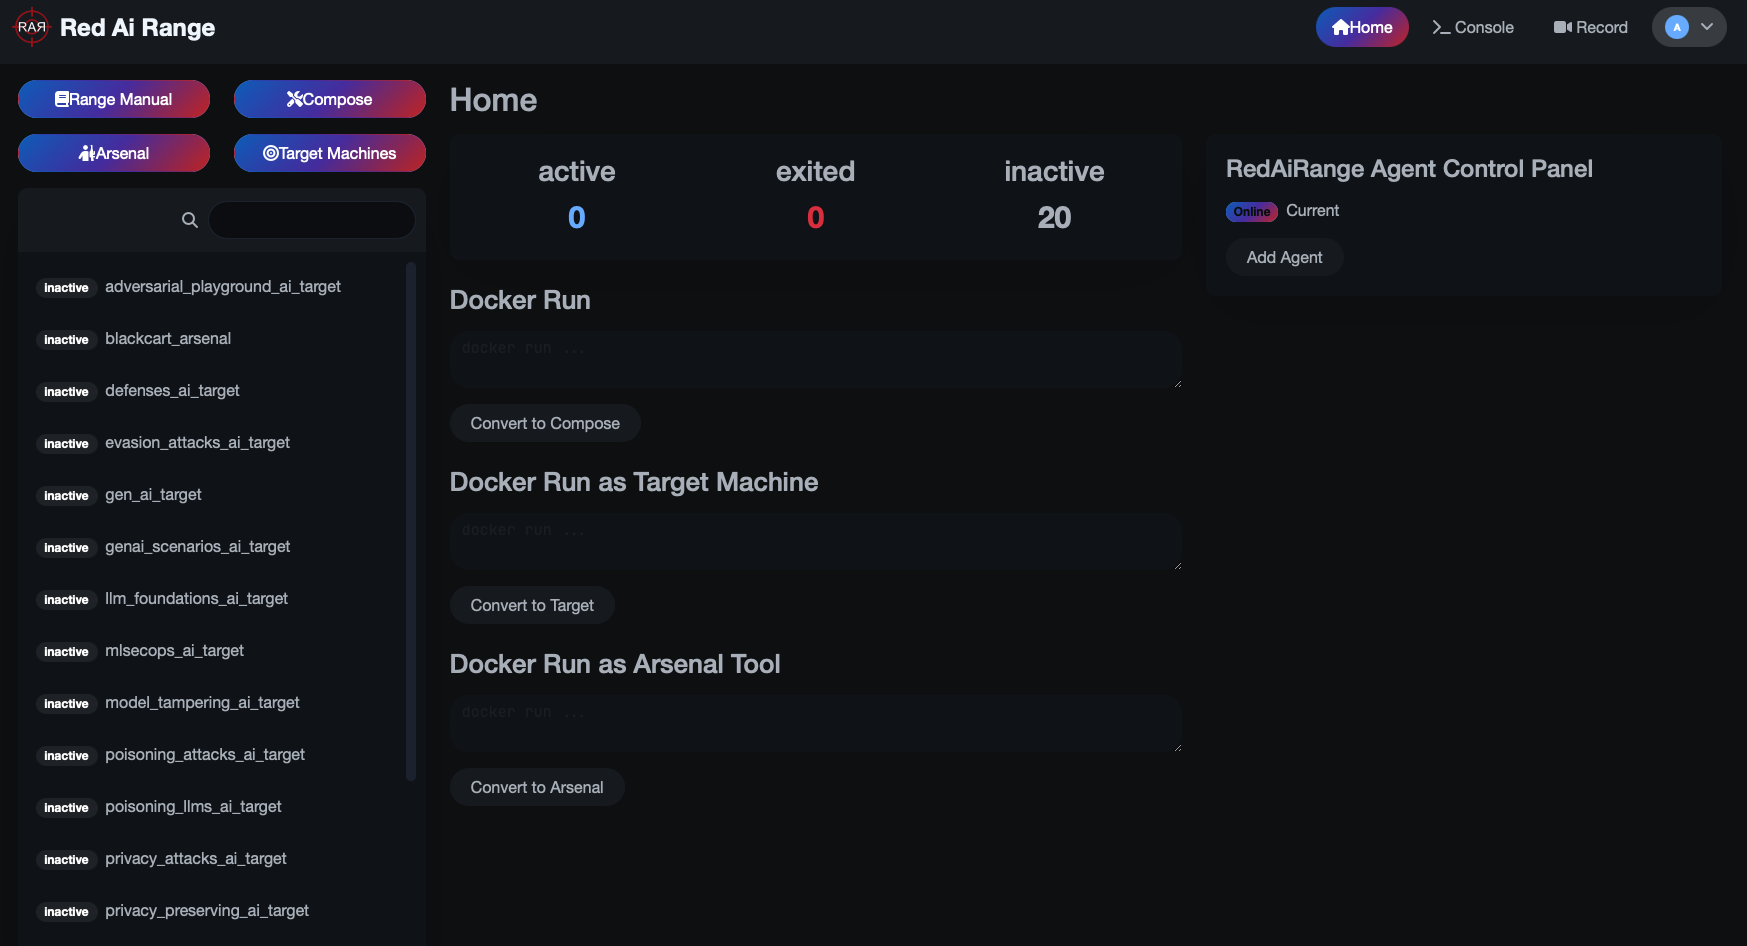 RAR
Red Ai Range
Home
Console
Record
A
Range Manual
Compose
Arsenal
Target Machines
inactive adversarial_playground_ai_target
inactive blackcart_arsenal
inactive defenses_ai_target
inactive evasion_attacks_ai_target
inactive gen_ai_target
inactive genai_scenarios_ai_target
inactive llm_foundations_ai_target
inactive mlsecops_ai_target
inactive model_tampering_ai_target
inactive poisoning_attacks_ai_target
inactive poisoning_llms_ai_target
inactive privacy_attacks_ai_target
inactive privacy_preserving_ai_target
Home
active exited inactive
0 0 20
Docker Run
docker run ...
Convert to Compose
Docker Run as Target Machine
docker run ...
Convert to Target
Docker Run as Arsenal Tool
docker run ...
Convert to Arsenal
RedAiRange Agent Control Panel
Online Current
Add Agent